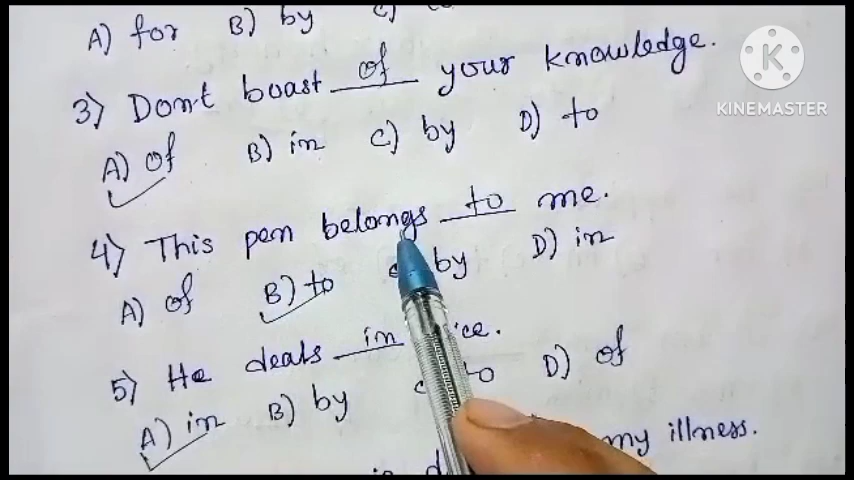 A) for B) by C)
3) Don't boast of your knowledge.
KINEMASTER
A) of B) in C) by D) to
4) This pen belongs to me.
A) of B) to by D) in
5) He deals in
A) in B) by D) of
my illness.